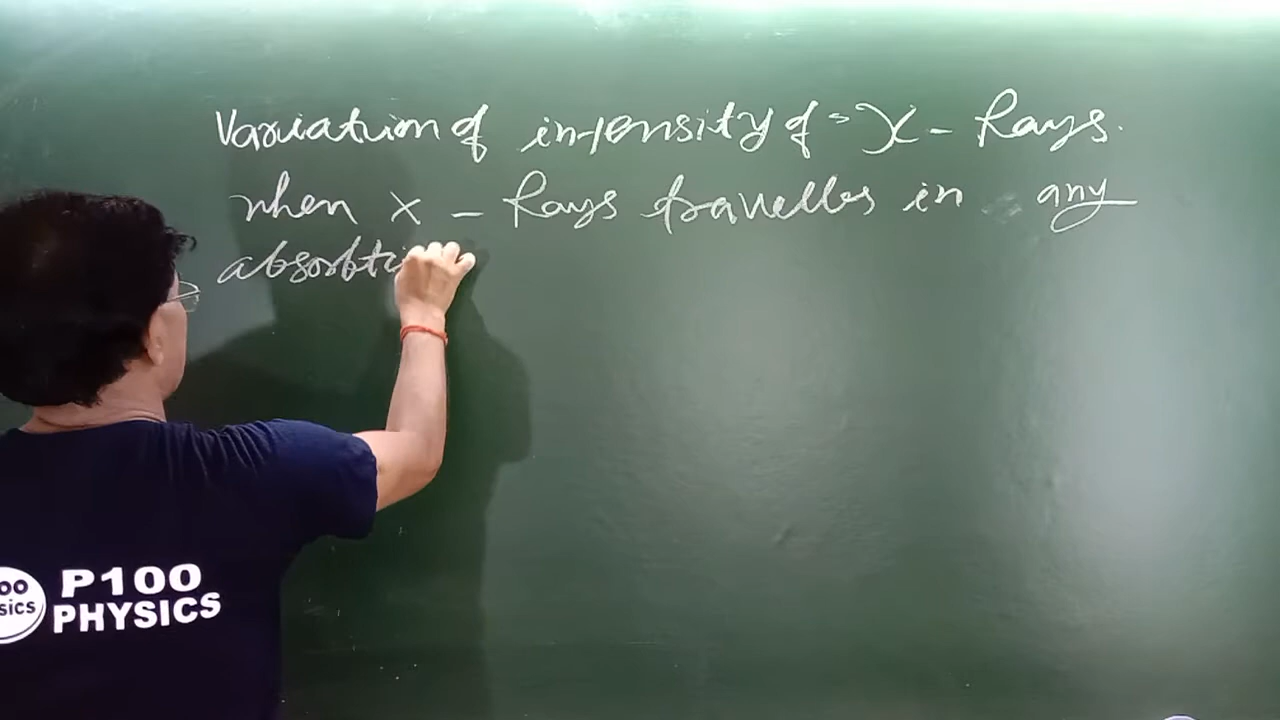 Variation of intensity of X-Rays.
when X-Rays travelles in any
absorbti
P100
PHYSICS